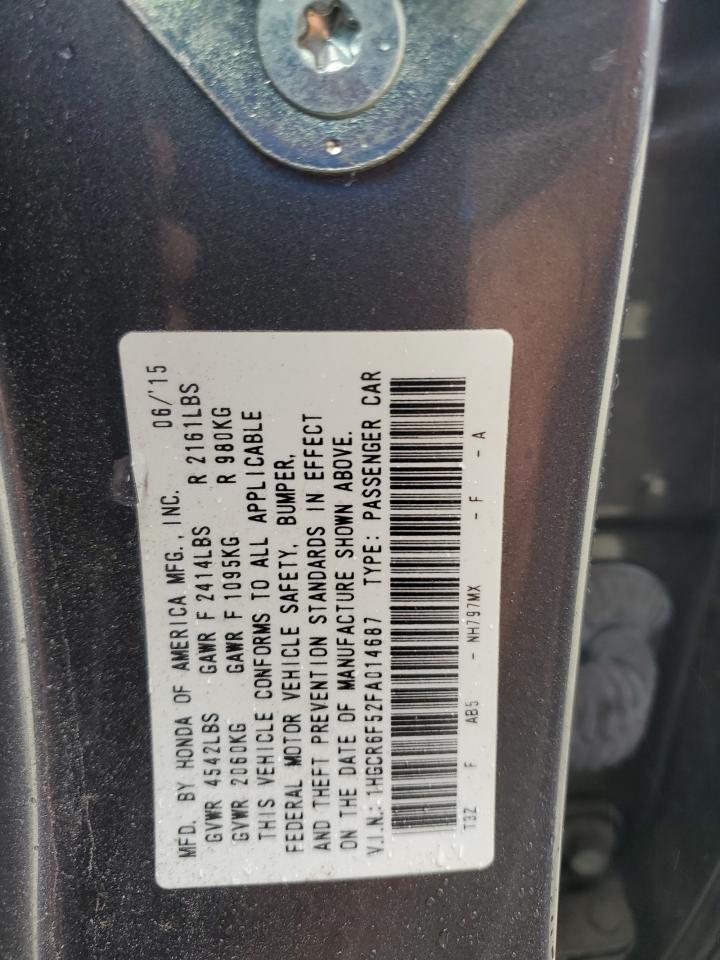 MFD. BY HONDA OF AMERICA MFG., INC. 06/'15
GVWR 4542LBS GAWR F 2414LBS R 2161LBS
GVWR 2060KG GAWR F 1095KG R 980KG
THIS VEHICLE CONFORMS TO ALL APPLICABLE
FEDERAL MOTOR VEHICLE SAFETY, BUMPER,
AND THEFT PREVENTION STANDARDS IN EFFECT
ON THE DATE OF MANUFACTURE SHOWN ABOVE.
V.I.N.: 1HGCR6F52FA014687 TYPE: PASSENGER CAR
T3Z F AB5 - NH797MX - F - A